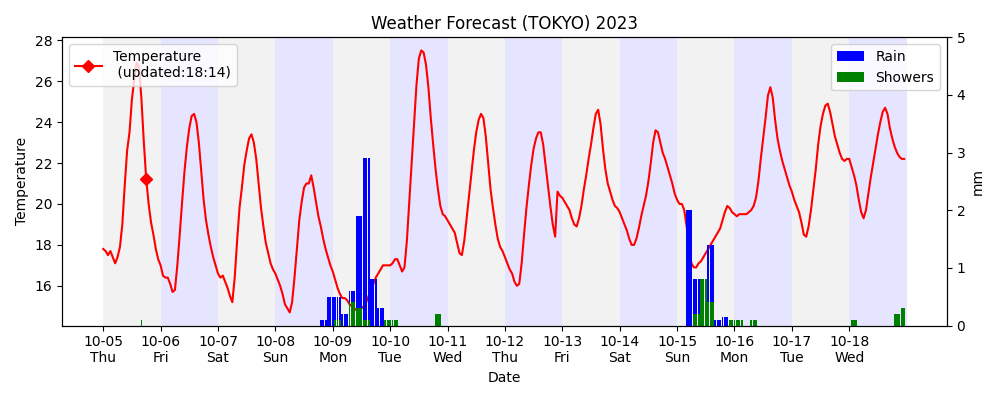 Weather Forecast (TOKYO) 2023
Temperature
(updated:18:14)
Rain
Showers
28
26
24
22
20
18
16
Temperature
5
4
3
2
1
0
mm
10-05 10-06 10-07 10-08 10-09 10-10 10-11 10-12 10-13 10-14 10-15 10-16 10-17 10-18
Thu Fri Sat Sun Mon Tue Wed Thu Fri Sat Sun Mon Tue Wed
Date